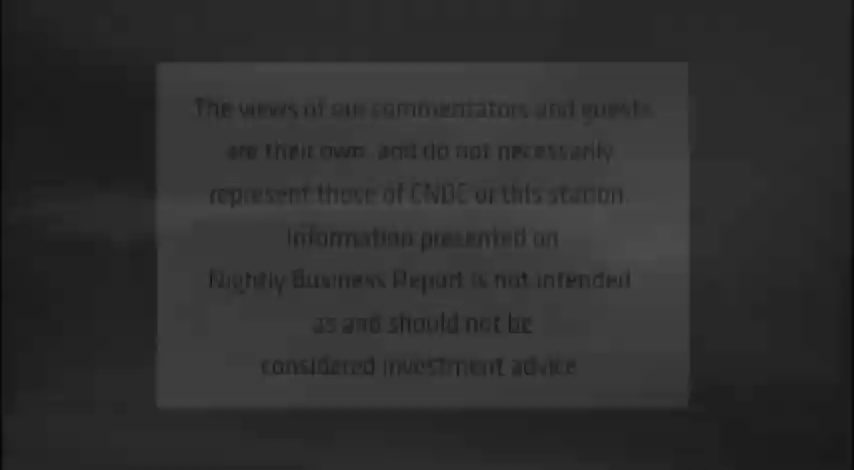 The views of our commentators and guests
are their own, and do not necessarily
represent those of CNBC or this station.
Information presented on
Nightly Business Report is not intended
as and should not be
considered investment advice.